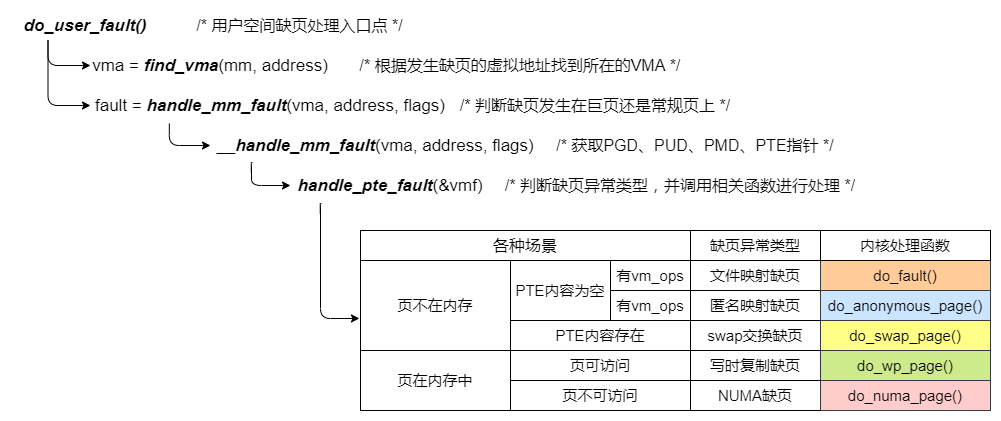 do_user_fault() /* 用户空间缺页处理入口点 */
vma = find_vma(mm, address) /* 根据发生缺页的虚拟地址找到所在的VMA */
fault = handle_mm_fault(vma, address, flags) /* 判断缺页发生在巨页还是常规页上 */
__handle_mm_fault(vma, address, flags) /* 获取PGD、PUD、PMD、PTE指针 */
handle_pte_fault(&vmf) /* 判断缺页异常类型，并调用相关函数进行处理 */
各种场景 缺页异常类型 内核处理函数
页不在内存 PTE内容为空 有vm_ops 文件映射缺页 do_fault()
有vm_ops 匿名映射缺页 do_anonymous_page()
PTE内容存在 swap交换缺页 do_swap_page()
页在内存中 页可访问 写时复制缺页 do_wp_page()
页不可访问 NUMA缺页 do_numa_page()